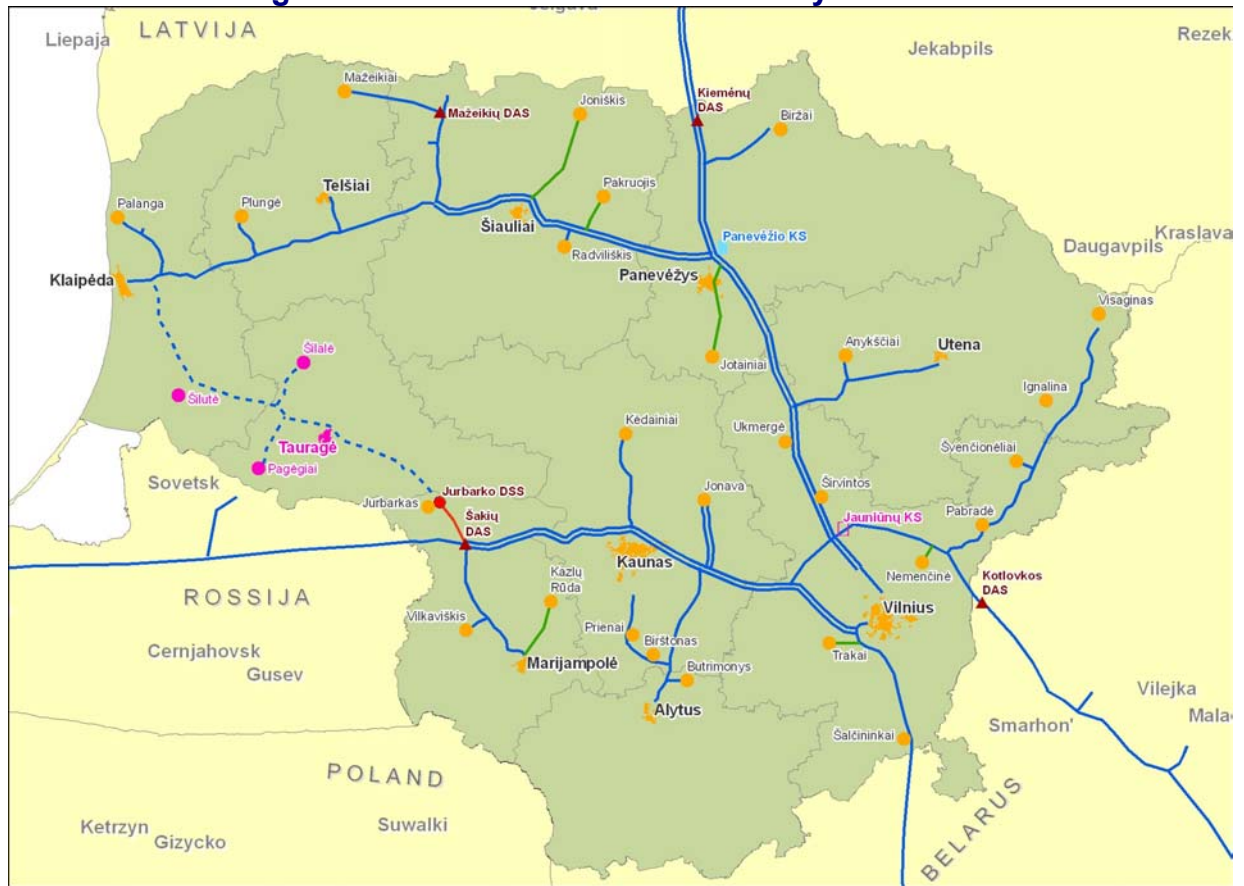 LATVIJA
Liepaja
Rezek
Jekabpils
Mažeikiai
Kiemėnų
DAS
Joniškis
Mažeikių DAS
Biržai
Telšiai
Pakruojis
Palanga
Plungė
Šiauliai
Kraslava
Panevėžio KS
Daugavpils
Radviliškis
Klaipėda
Panevėžys
Visaginas
Anykščiai
Utena
Šilalė
Jotainiai
Ignalina
Šilutė
Kėdainiai
Ukmergė
Tauragė
Švenčionėliai
Pagėgiai
Sovetsk
Širvintos
Jurbarko DSS
Jonava
Jurbarkas
Šakių
DAS
Jauniūnų KS
Pabradė
Kaunas
Nemenčinė
Kotlovkos
DAS
Kazlų
Rūda
ROSSIJA
Vilnius
Vilkaviškis
Prienai
Birštonas
Cernjahovsk
Trakai
Marijampolė
Butrimonys
Gusev
Vilejka
Alytus
Mala
Smarhon'
Šalčininkai
POLAND
BELARUS
Suwalki
Ketrzyn
Gizycko